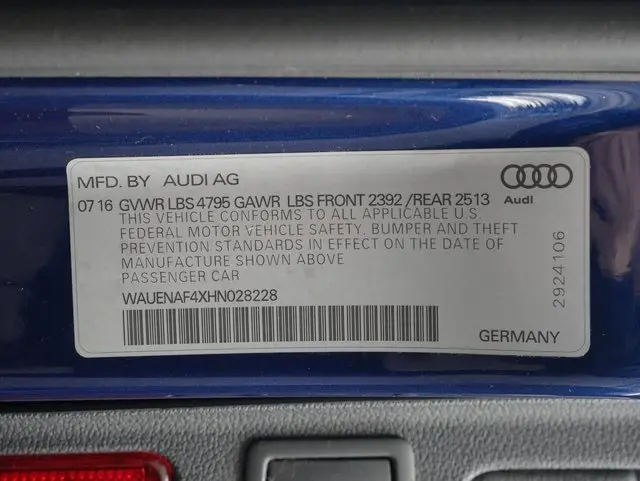 MFD. BY AUDI AG
07 16 GVWR LBS 4795 GAWR LBS FRONT 2392 /REAR 2513
Audi
THIS VEHICLE CONFORMS TO ALL APPLICABLE U.S.
FEDERAL MOTOR VEHICLE SAFETY, BUMPER AND THEFT
PREVENTION STANDARDS IN EFFECT ON THE DATE OF
MANUFACTURE SHOWN ABOVE
PASSENGER CAR
WAUENAF4XHN028228
GERMANY
2924106